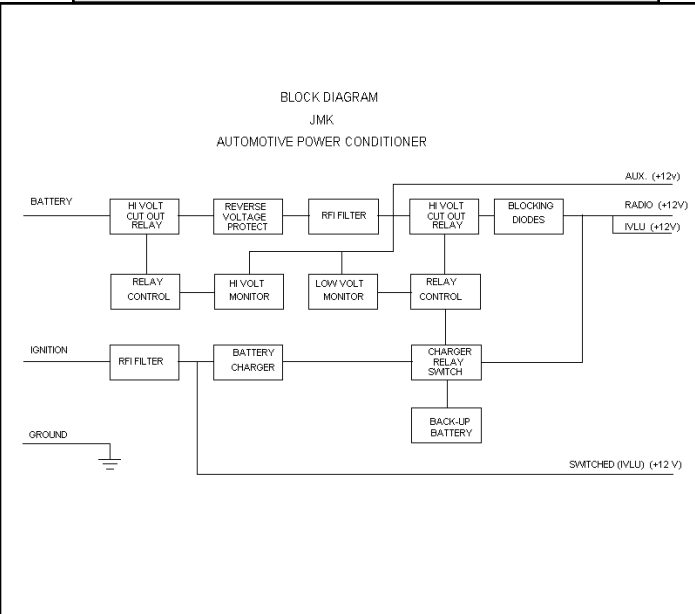 BLOCK DIAGRAM
JMK
AUTOMOTIVE POWER CONDITIONER
AUX. (+12v)
BATTERY
HI VOLT
CUT OUT
RELAY
REVERSE
VOLTAGE
PROTECT
RFI FILTER
HI VOLT
CUT OUT
RELAY
BLOCKING
DIODES
RADIO (+12V)
IVLU (+12V)
RELAY
CONTROL
HI VOLT
MONITOR
LOW VOLT
MONITOR
RELAY
CONTROL
IGNITION
RFI FILTER
BATTERY
CHARGER
CHARGER
RELAY
SWITCH
BACK-UP
BATTERY
GROUND
SWITCHED (IVLU) (+12 V)